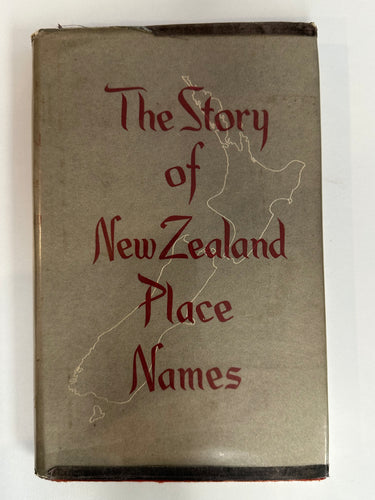 The Story
of
New Zealand
Place
Names